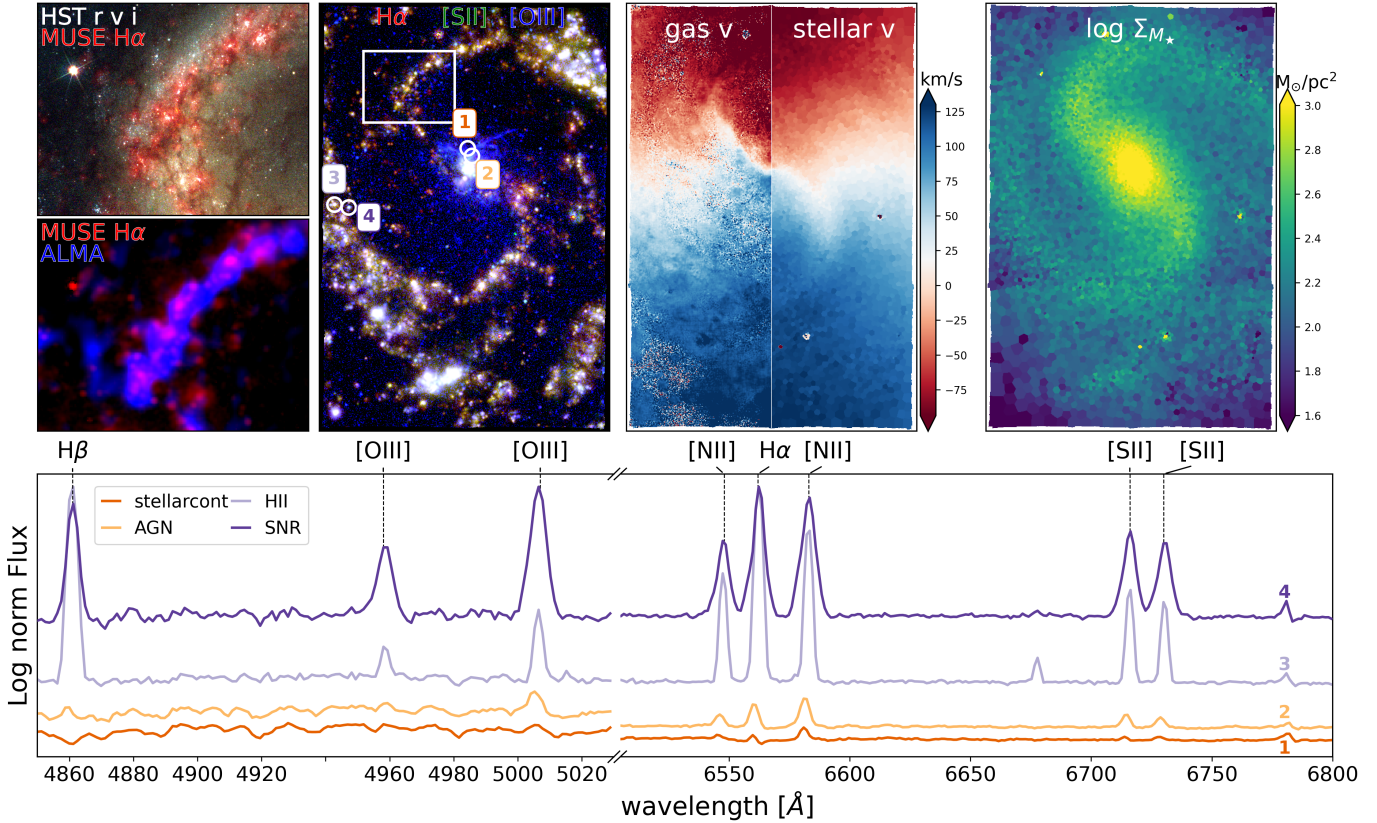 HST r v i
MUSE Hα
MUSE Hα
ALMA
Hα [SII] [OIII]
1
2
3
4
gas v stellar v
km/s
125
100
75
50
25
0
−25
−50
−75
log Σ_M⋆
M⊙/pc²
3.0
2.8
2.6
2.4
2.2
2.0
1.8
1.6
Hβ [OIII] [OIII] [NII] Hα [NII] [SII] [SII]
stellarcont HII
AGN SNR
4
3
2
1
Log norm Flux
4860 4880 4900 4920 4960 4980 5000 5020 6550 6600 6650 6700 6750 6800
wavelength [Å]